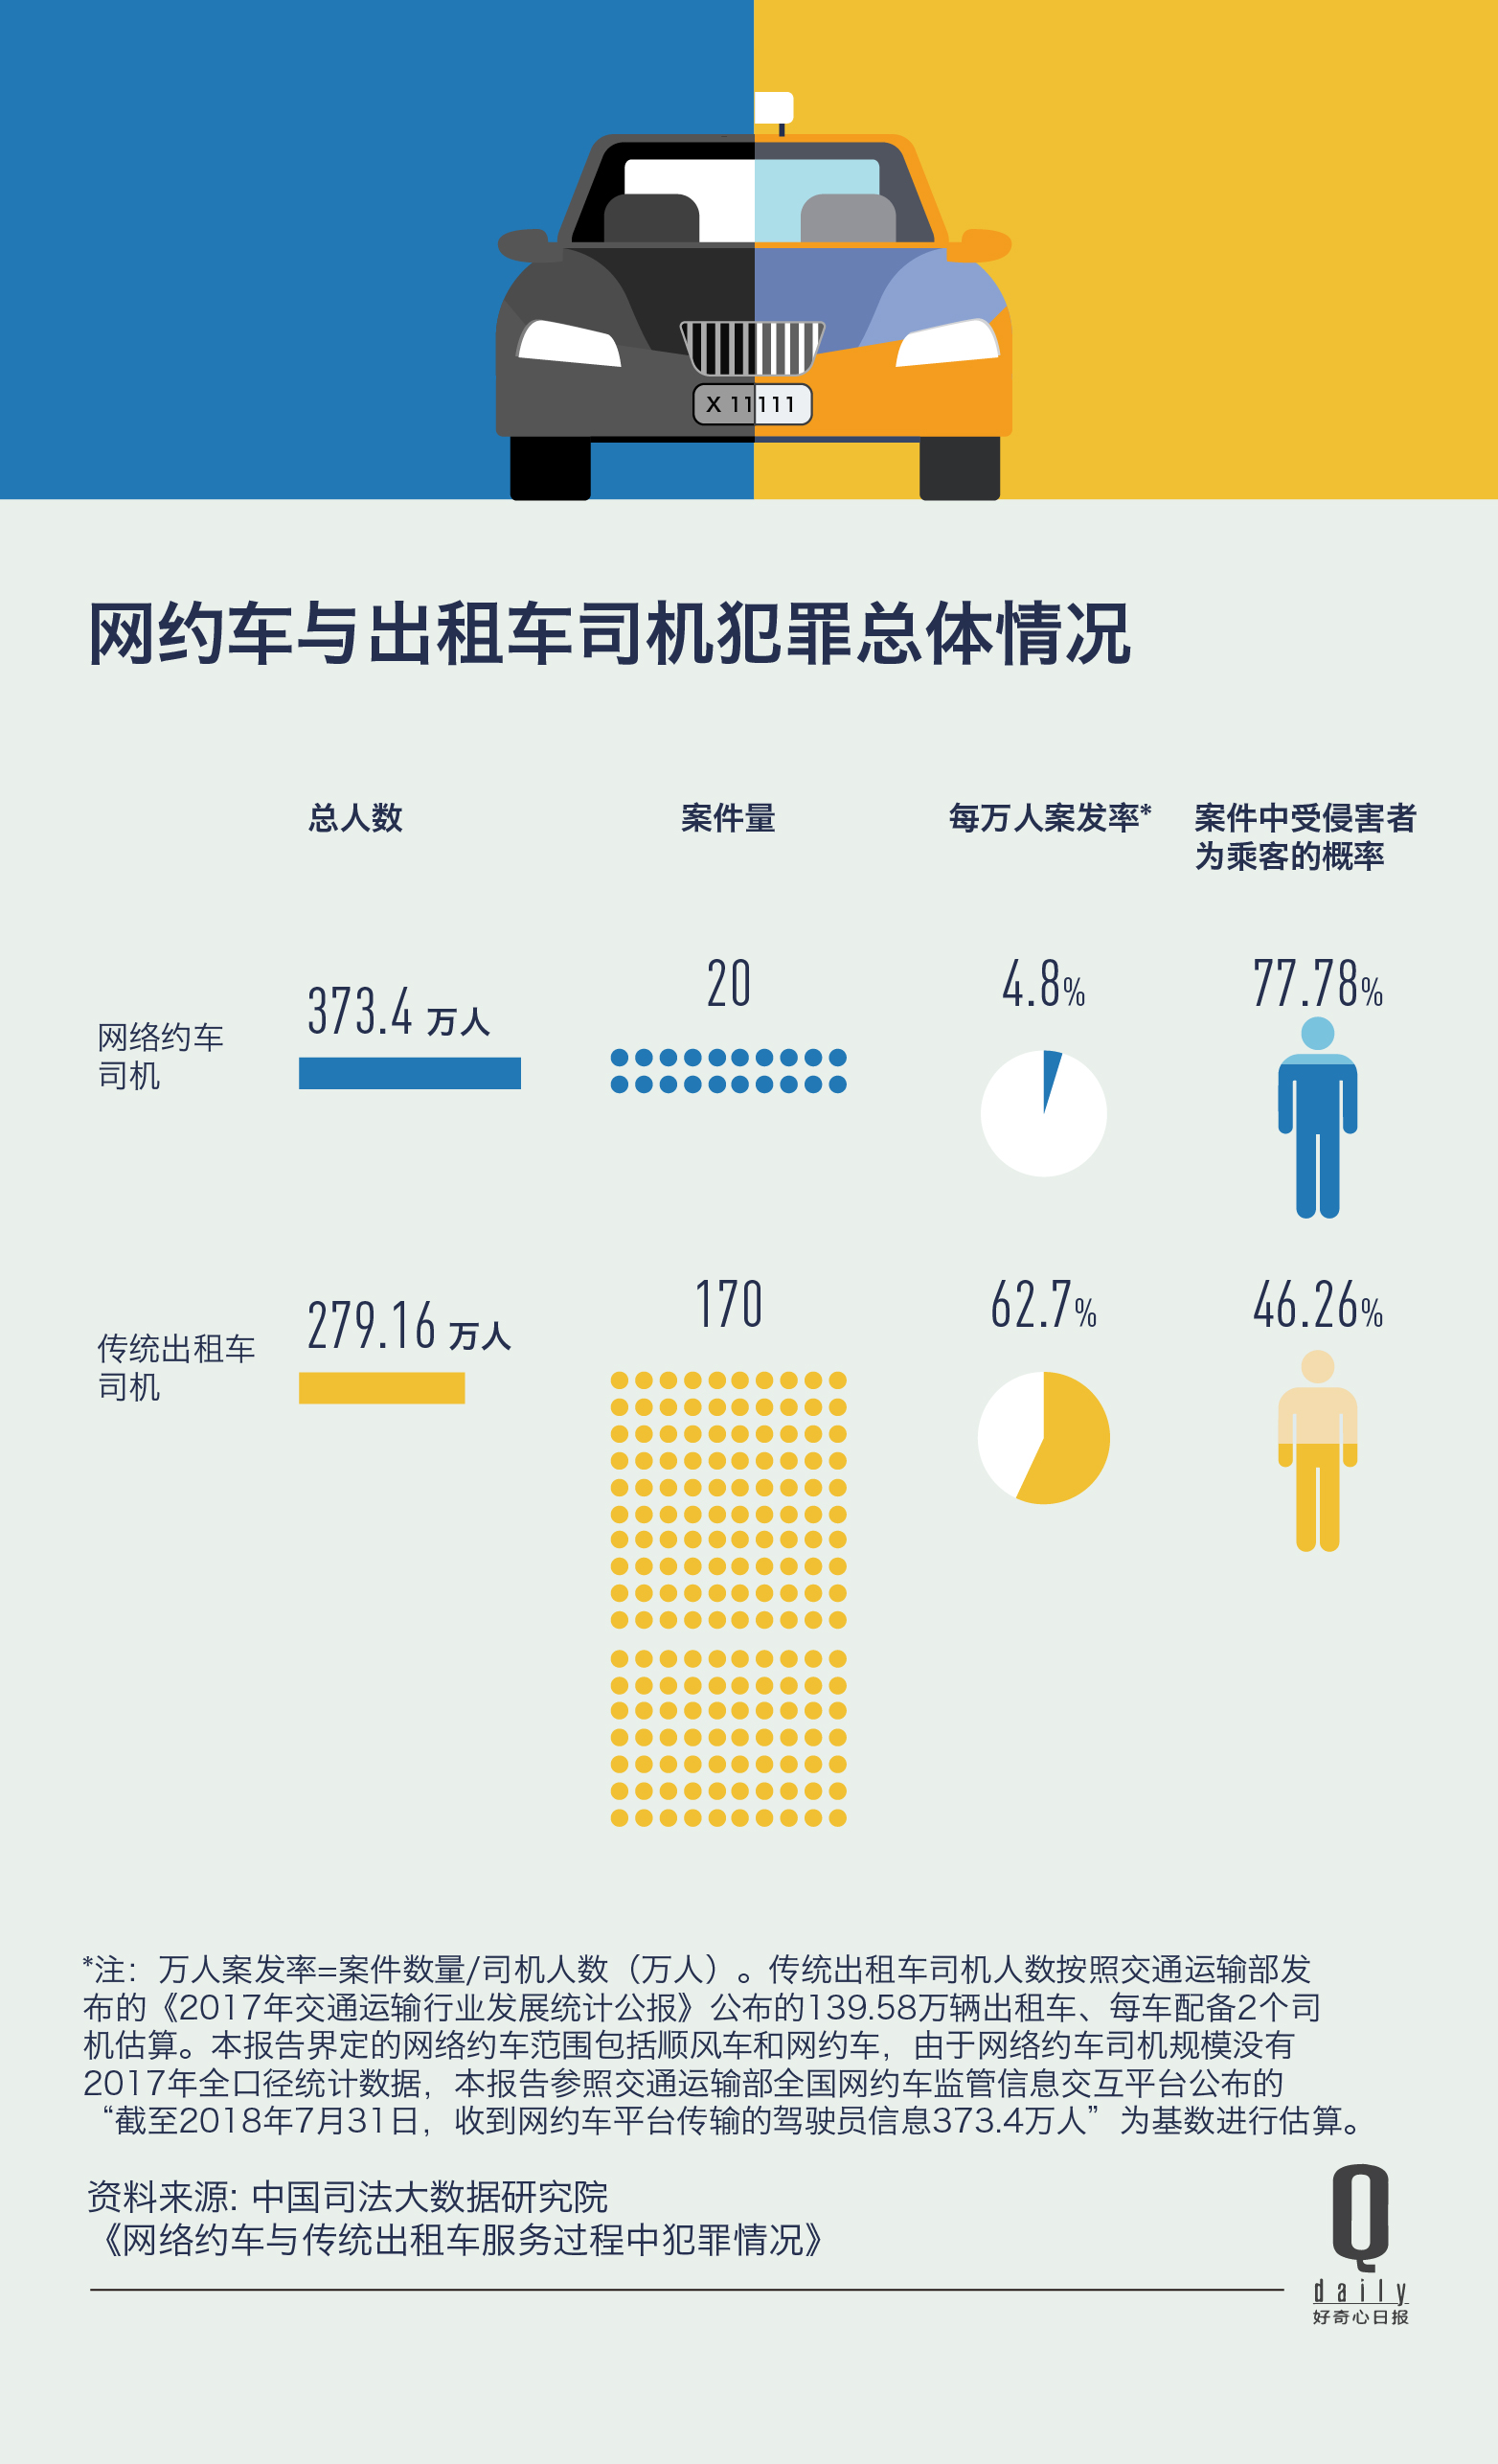 X 11111
网约车与出租车司机犯罪总体情况
总人数
案件量
每万人案发率*
案件中受侵害者
为乘客的概率
网络约车
司机
373.4 万人
20
4.8%
77.78%
传统出租车
司机
279.16 万人
170
62.7%
46.26%
*注：万人案发率=案件数量/司机人数（万人）。传统出租车司机人数按照交通运输部发
布的《2017年交通运输行业发展统计公报》公布的139.58万辆出租车、每车配备2个司
机估算。本报告界定的网络约车范围包括顺风车和网约车，由于网络约车司机规模没有
2017年全口径统计数据，本报告参照交通运输部全国网约车监管信息交互平台公布的
“截至2018年7月31日，收到网约车平台传输的驾驶员信息373.4万人”为基数进行估算。
资料来源: 中国司法大数据研究院
《网络约车与传统出租车服务过程中犯罪情况》
Q
daily
好奇心日报